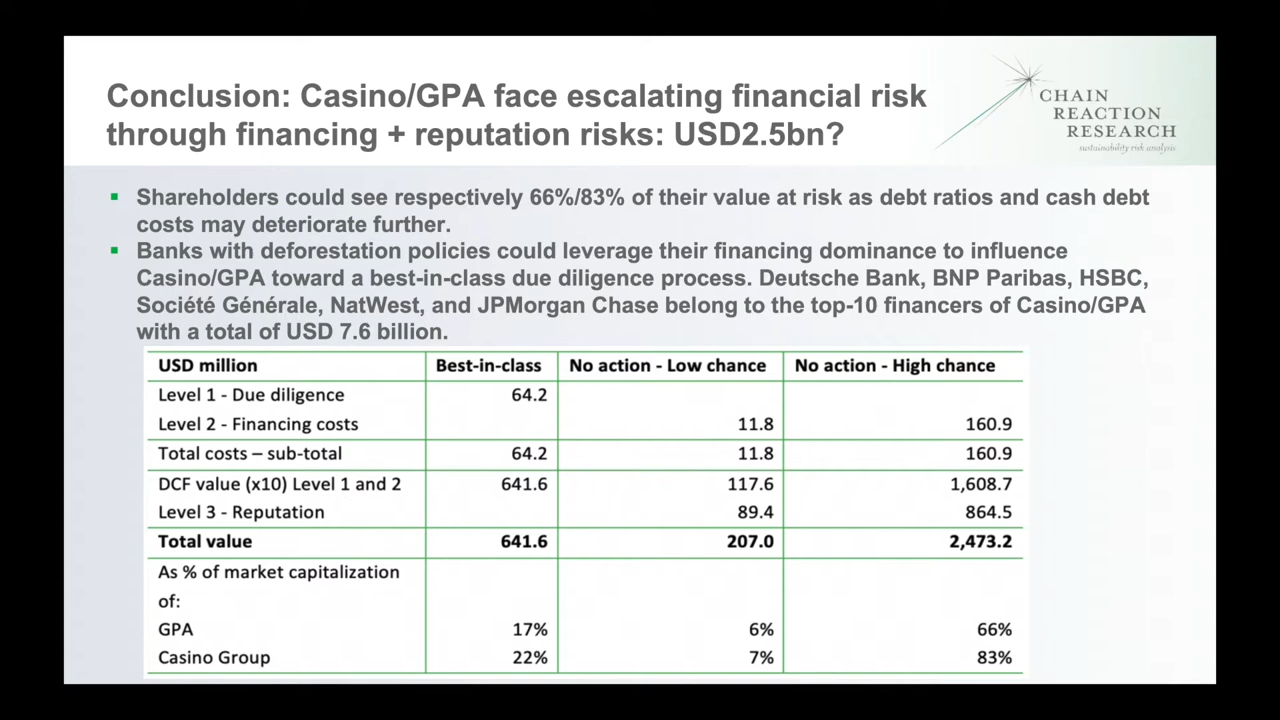 Conclusion: Casino/GPA face escalating financial risk
through financing + reputation risks: USD2.5bn?
CHAIN
REACTION
RESEARCH
sustainability risk analysis
▪ Shareholders could see respectively 66%/83% of their value at risk as debt ratios and cash debt
costs may deteriorate further.
▪ Banks with deforestation policies could leverage their financing dominance to influence
Casino/GPA toward a best-in-class due diligence process. Deutsche Bank, BNP Paribas, HSBC,
Société Générale, NatWest, and JPMorgan Chase belong to the top-10 financers of Casino/GPA
with a total of USD 7.6 billion.
USD million Best-in-class No action - Low chance No action - High chance
Level 1 - Due diligence 64.2
Level 2 - Financing costs 11.8 160.9
Total costs – sub-total 64.2 11.8 160.9
DCF value (x10) Level 1 and 2 641.6 117.6 1,608.7
Level 3 - Reputation 89.4 864.5
Total value 641.6 207.0 2,473.2
As % of market capitalization
of:
GPA 17% 6% 66%
Casino Group 22% 7% 83%